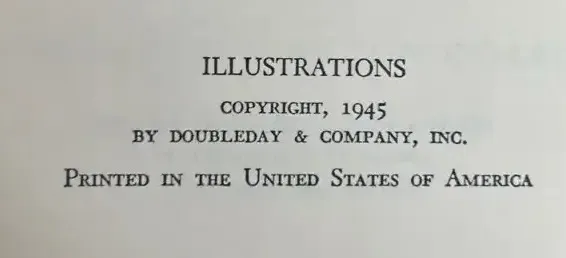 ILLUSTRATIONS
COPYRIGHT, 1945
BY DOUBLEDAY & COMPANY, INC.
PRINTED IN THE UNITED STATES OF AMERICA